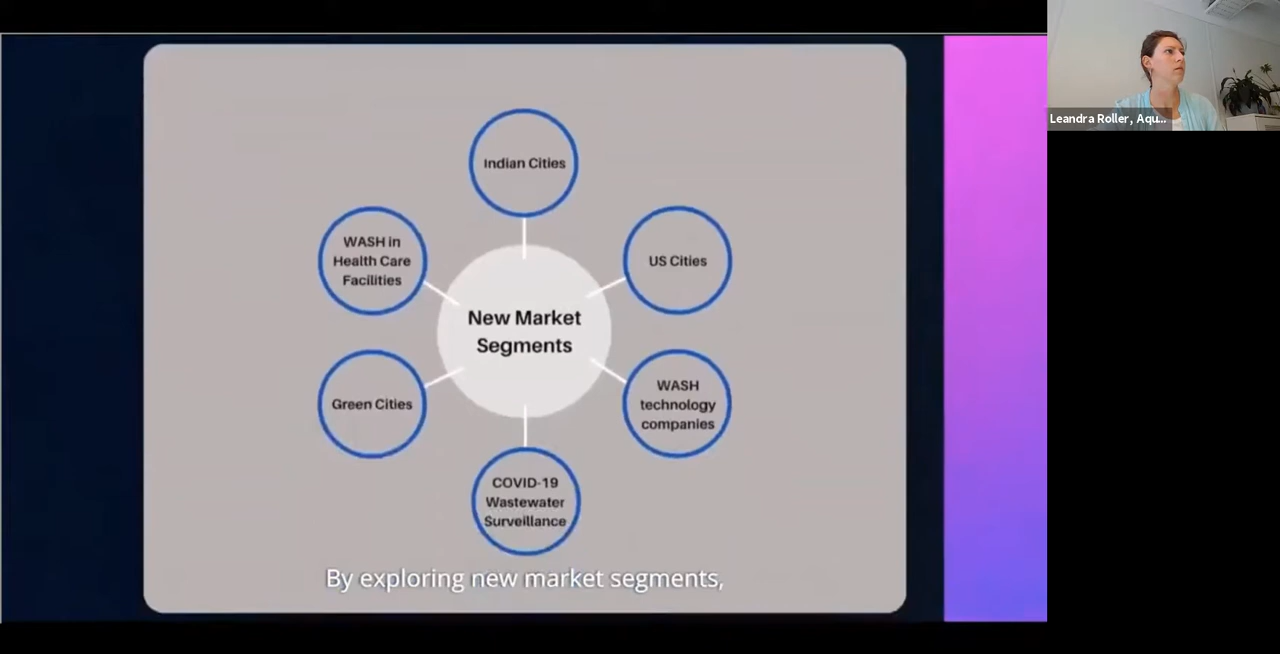 Indian Cities
US Cities
WASH
technology
companies
COVID-19
Wastewater
Surveillance
Green Cities
WASH in
Health Care
Facilities
New Market
Segments
By exploring new market segments,
Leandra Roller, Aqu...